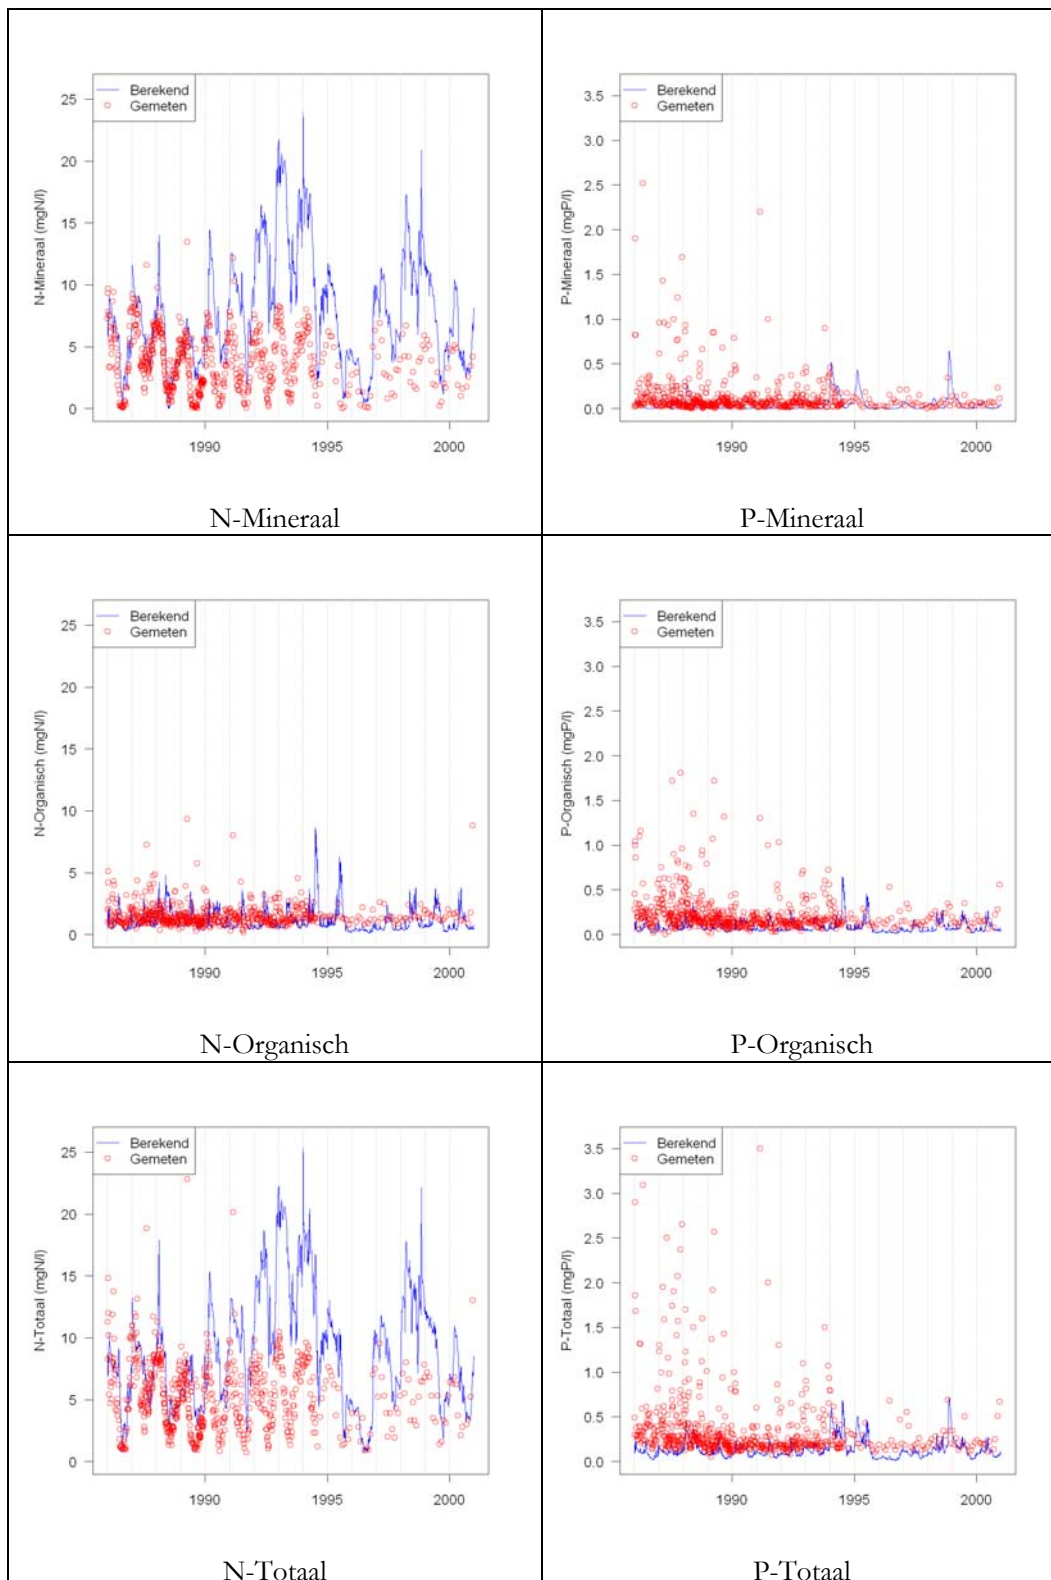 Berekend
Gemeten
N-Mineraal (mgN/l)
25
20
15
10
5
0
1990 1995 2000
N-Mineraal
Berekend
Gemeten
P-Mineraal (mgP/l)
3.5
3.0
2.5
2.0
1.5
1.0
0.5
0.0
1990 1995 2000
P-Mineraal
Berekend
Gemeten
N-Organisch (mgN/l)
25
20
15
10
5
0
1990 1995 2000
N-Organisch
Berekend
Gemeten
P-Organisch (mgP/l)
3.5
3.0
2.5
2.0
1.5
1.0
0.5
0.0
1990 1995 2000
P-Organisch
Berekend
Gemeten
N-Totaal (mgN/l)
25
20
15
10
5
0
1990 1995 2000
N-Totaal
Berekend
Gemeten
P-Totaal (mgP/l)
3.5
3.0
2.5
2.0
1.5
1.0
0.5
0.0
1990 1995 2000
P-Totaal